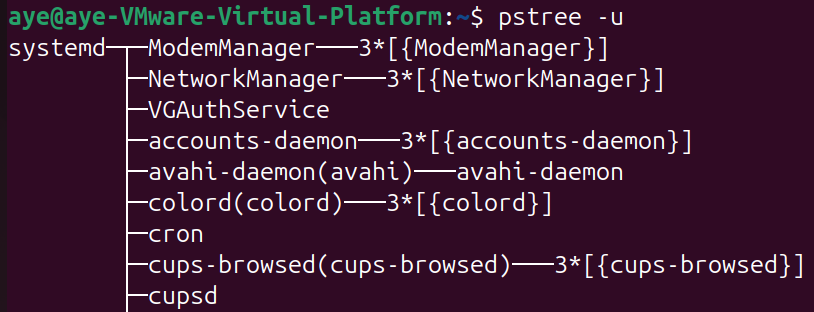 aye@aye-VMware-Virtual-Platform:~$ pstree -u
systemd─┬─ModemManager───3*[{ModemManager}]
        ├─NetworkManager───3*[{NetworkManager}]
        ├─VGAuthService
        ├─accounts-daemon───3*[{accounts-daemon}]
        ├─avahi-daemon(avahi)───avahi-daemon
        ├─colord(colord)───3*[{colord}]
        ├─cron
        ├─cups-browsed(cups-browsed)───3*[{cups-browsed}]
        ├─cupsd